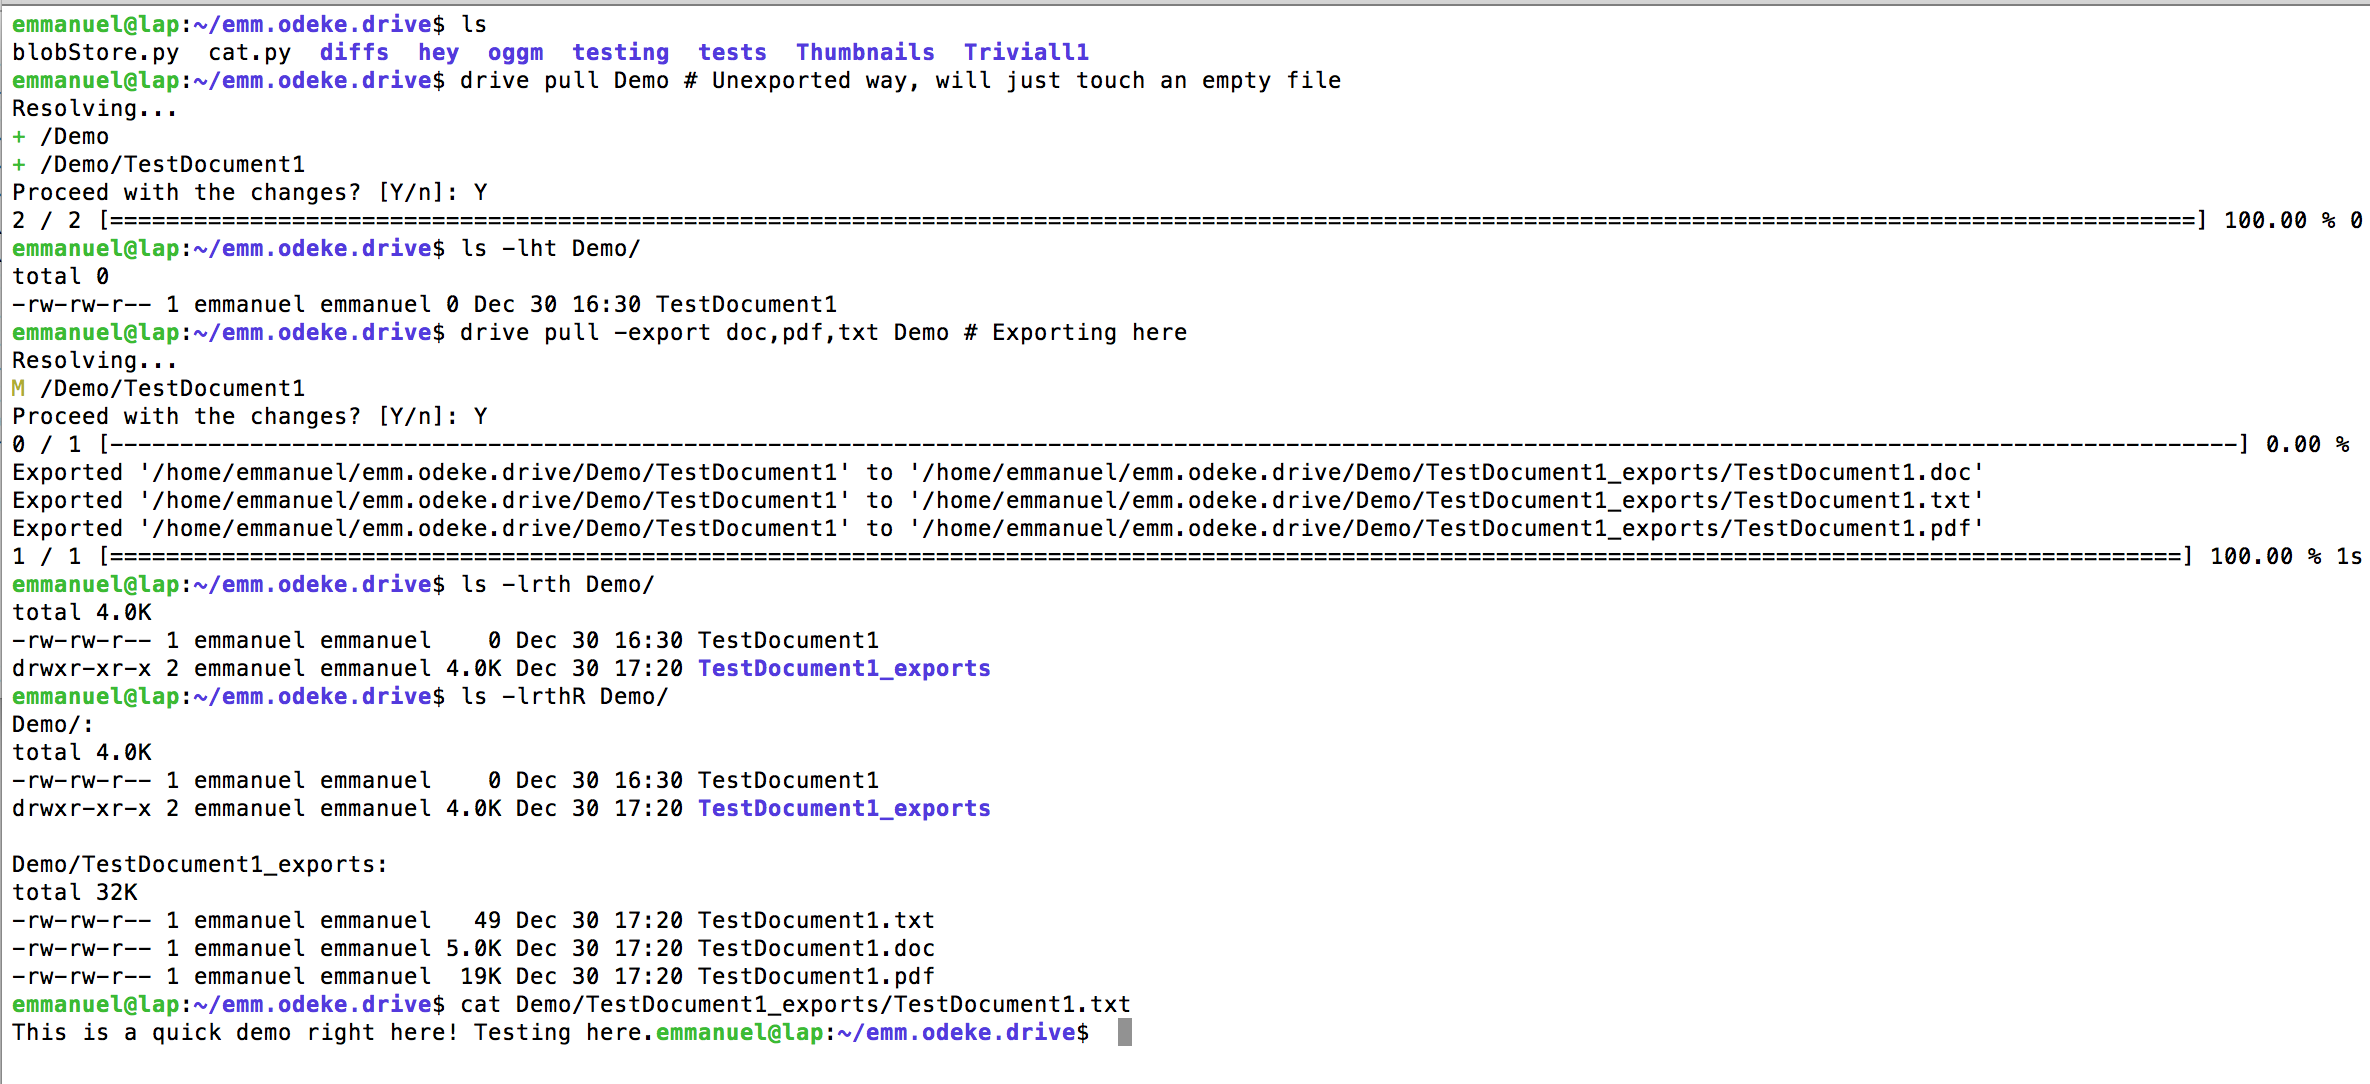 emmanuel@lap:~/emm.odeke.drive$ ls
blobStore.py  cat.py  diffs  hey  oggm  testing  tests  Thumbnails  Triviall1
emmanuel@lap:~/emm.odeke.drive$ drive pull Demo # Unexported way, will just touch an empty file
Resolving...
+ /Demo
+ /Demo/TestDocument1
Proceed with the changes? [Y/n]: Y
2 / 2 [=====================================================================================================================================================] 100.00 % 0
emmanuel@lap:~/emm.odeke.drive$ ls -lht Demo/
total 0
-rw-rw-r-- 1 emmanuel emmanuel 0 Dec 30 16:30 TestDocument1
emmanuel@lap:~/emm.odeke.drive$ drive pull -export doc,pdf,txt Demo # Exporting here
Resolving...
M /Demo/TestDocument1
Proceed with the changes? [Y/n]: Y
0 / 1 [--------------------------------------------------------------------------------------------------------------------------------------------------------] 0.00 %
Exported '/home/emmanuel/emm.odeke.drive/Demo/TestDocument1' to '/home/emmanuel/emm.odeke.drive/Demo/TestDocument1_exports/TestDocument1.doc'
Exported '/home/emmanuel/emm.odeke.drive/Demo/TestDocument1' to '/home/emmanuel/emm.odeke.drive/Demo/TestDocument1_exports/TestDocument1.txt'
Exported '/home/emmanuel/emm.odeke.drive/Demo/TestDocument1' to '/home/emmanuel/emm.odeke.drive/Demo/TestDocument1_exports/TestDocument1.pdf'
1 / 1 [====================================================================================================================================================] 100.00 % 1s
emmanuel@lap:~/emm.odeke.drive$ ls -lrth Demo/
total 4.0K
-rw-rw-r-- 1 emmanuel emmanuel    0 Dec 30 16:30 TestDocument1
drwxr-xr-x 2 emmanuel emmanuel 4.0K Dec 30 17:20 TestDocument1_exports
emmanuel@lap:~/emm.odeke.drive$ ls -lrthR Demo/
Demo/:
total 4.0K
-rw-rw-r-- 1 emmanuel emmanuel    0 Dec 30 16:30 TestDocument1
drwxr-xr-x 2 emmanuel emmanuel 4.0K Dec 30 17:20 TestDocument1_exports

Demo/TestDocument1_exports:
total 32K
-rw-rw-r-- 1 emmanuel emmanuel   49 Dec 30 17:20 TestDocument1.txt
-rw-rw-r-- 1 emmanuel emmanuel 5.0K Dec 30 17:20 TestDocument1.doc
-rw-rw-r-- 1 emmanuel emmanuel  19K Dec 30 17:20 TestDocument1.pdf
emmanuel@lap:~/emm.odeke.drive$ cat Demo/TestDocument1_exports/TestDocument1.txt
This is a quick demo right here! Testing here.emmanuel@lap:~/emm.odeke.drive$